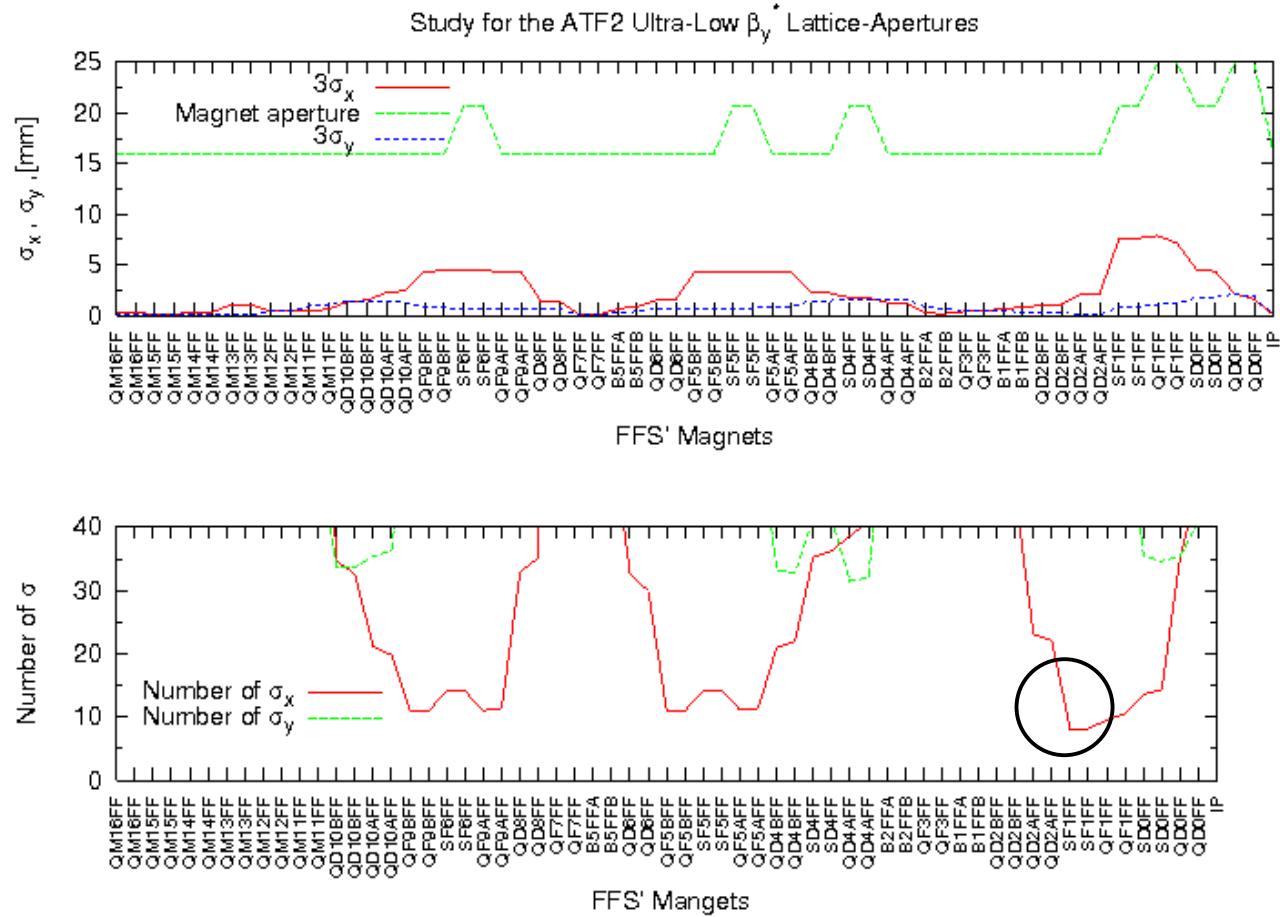 Study for the ATF2 Ultra-Low βy* Lattice-Apertures
3σx
Magnet aperture
3σy
σx , σy ,[mm]
25
20
15
10
5
0
QM16FF
QM16FF
QM15FF
QM15FF
QM14FF
QM14FF
QM13FF
QM13FF
QM12FF
QM12FF
QM11FF
QM11FF
QD10BFF
QD10BFF
QD10AFF
QD10AFF
QF9BFF
QF9BFF
SF6FF
SF6FF
QF9AFF
QF9AFF
QD8FF
QD8FF
QF7FF
QF7FF
B5FFA
B5FFB
QD6FF
QD6FF
QF5BFF
QF5BFF
SF5FF
SF5FF
QF5AFF
QF5AFF
QD4BFF
QD4BFF
SD4FF
SD4FF
QD4AFF
QD4AFF
B2FFA
B2FFB
QF3FF
QF3FF
B1FFA
B1FFB
QD2BFF
QD2BFF
QD2AFF
QD2AFF
SF1FF
SF1FF
QF1FF
QF1FF
SD0FF
SD0FF
QD0FF
QD0FF
IP
FFS' Magnets
Number of σ
40
30
20
10
0
Number of σx
Number of σy
QM16FF
QM16FF
QM15FF
QM15FF
QM14FF
QM14FF
QM13FF
QM13FF
QM12FF
QM12FF
QM11FF
QM11FF
QD10BFF
QD10BFF
QD10AFF
QD10AFF
QF9BFF
QF9BFF
SF6FF
SF6FF
QF9AFF
QF9AFF
QD8FF
QD8FF
QF7FF
QF7FF
B5FFA
B5FFB
QD6FF
QD6FF
QF5BFF
QF5BFF
SF5FF
SF5FF
QF5AFF
QF5AFF
QD4BFF
QD4BFF
SD4FF
SD4FF
QD4AFF
QD4AFF
B2FFA
B2FFB
QF3FF
QF3FF
B1FFA
B1FFB
QD2BFF
QD2BFF
QD2AFF
QD2AFF
SF1FF
SF1FF
QF1FF
QF1FF
SD0FF
SD0FF
QD0FF
QD0FF
IP
FFS' Mangets